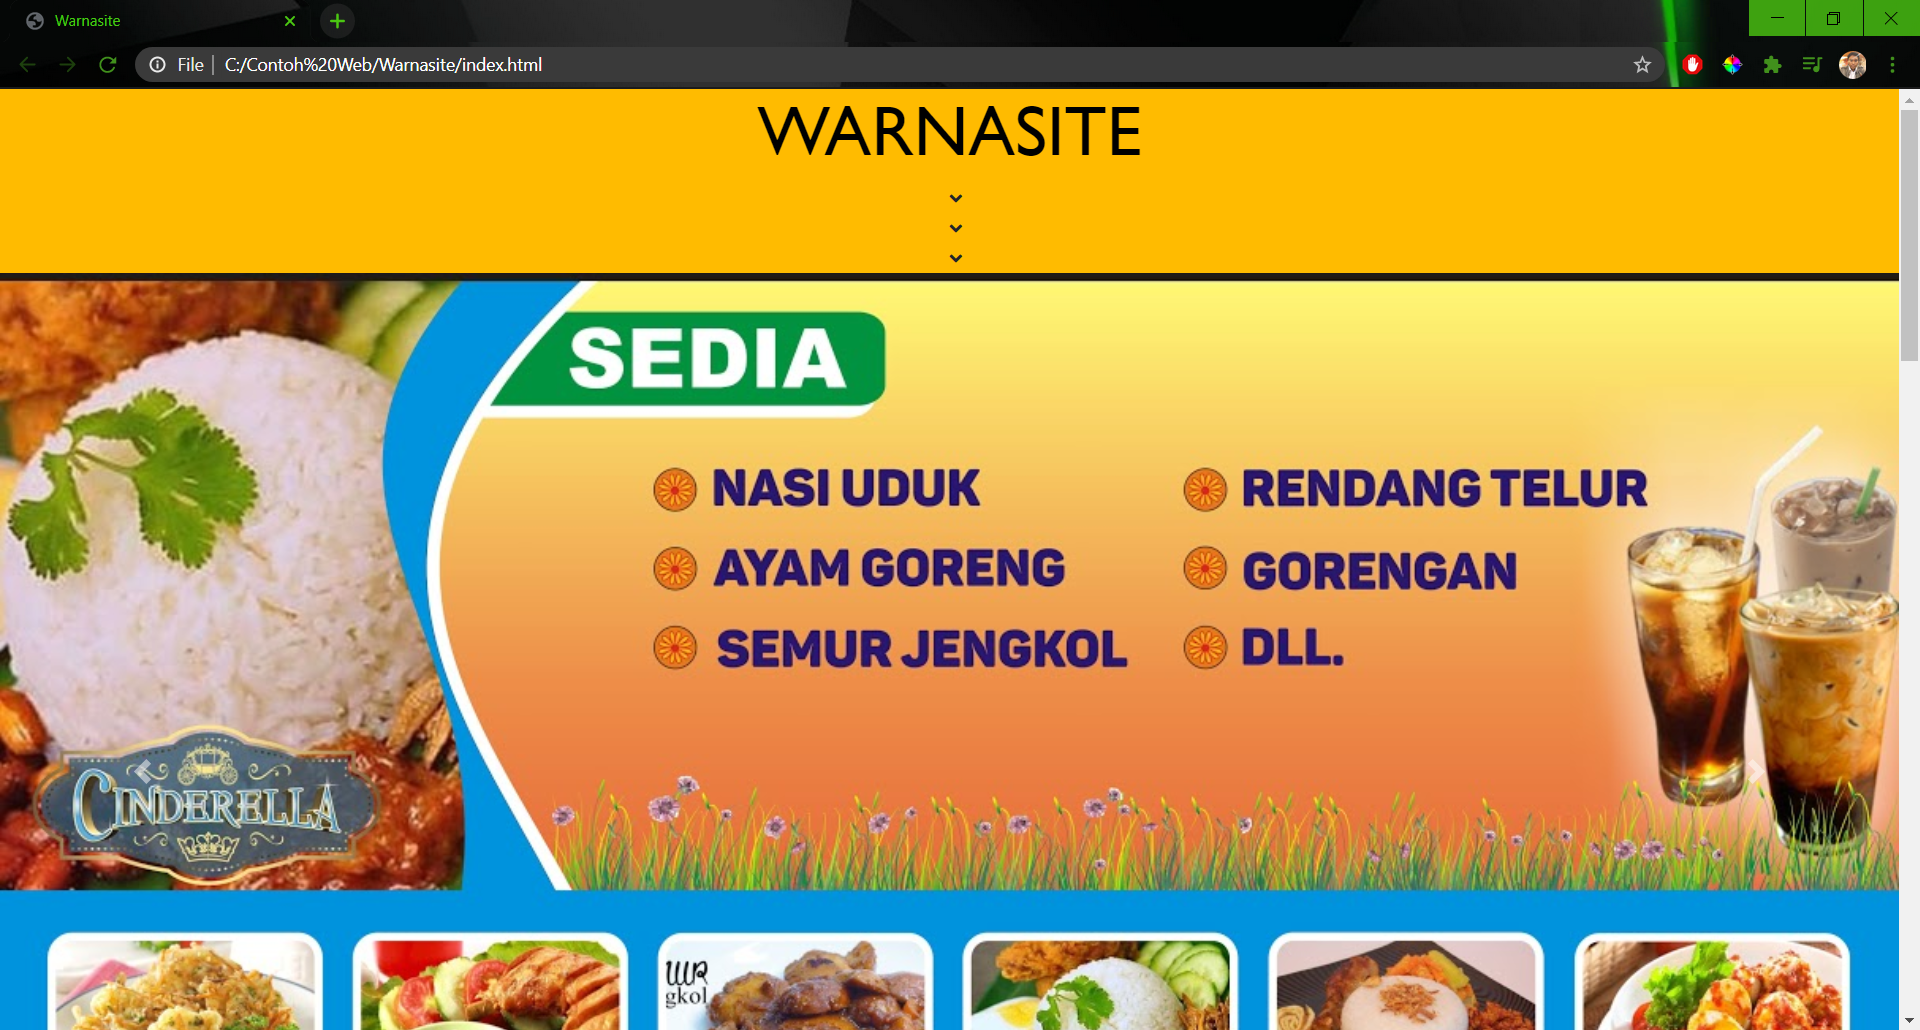 Warnasite
File
C:/Contoh%20Web/Warnasite/index.html
WARNASITE
SEDIA
NASI UDUK
AYAM GORENG
SEMUR JENGKOL
RENDANG TELUR
GORENGAN
DLL.
CINDERELLA
gkol